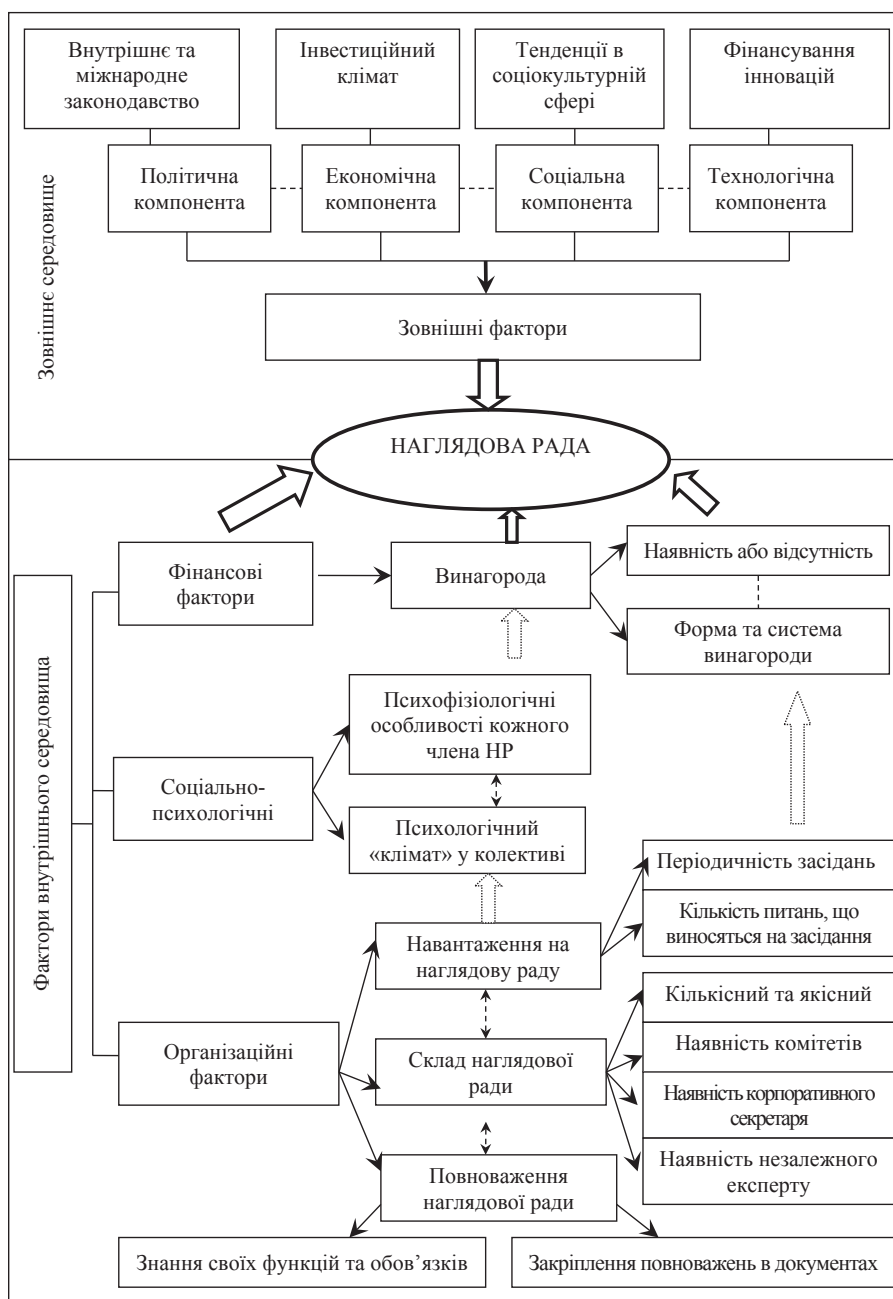 Внутрішнє та
міжнародне
законодавство
Інвестиційний
клімат
Тенденції в
соціокультурній
сфері
Фінансування
інновацій
Політична
компонента
Економічна
компонента
Соціальна
компонента
Технологічна
компонента
Зовнішнє середовище
Зовнішні фактори
НАГЛЯДОВА РАДА
Фактори внутрішнього середовища
Фінансові
фактори
Винагорода
Наявність або відсутність
Форма та система
винагороди
Соціально-
психологічні
Психофізіологічні
особливості кожного
члена НР
Психологічний
«клімат» у колективі
Організаційні
фактори
Навантаження на
наглядову раду
Періодичність засідань
Кількість питань, що
виносяться на засідання
Склад наглядової
ради
Кількісний та якісний
Наявність комітетів
Наявність корпоративного
секретаря
Наявність незалежного
експерту
Повноваження
наглядової ради
Знання своїх функцій та обов’язків
Закріплення повноважень в документах